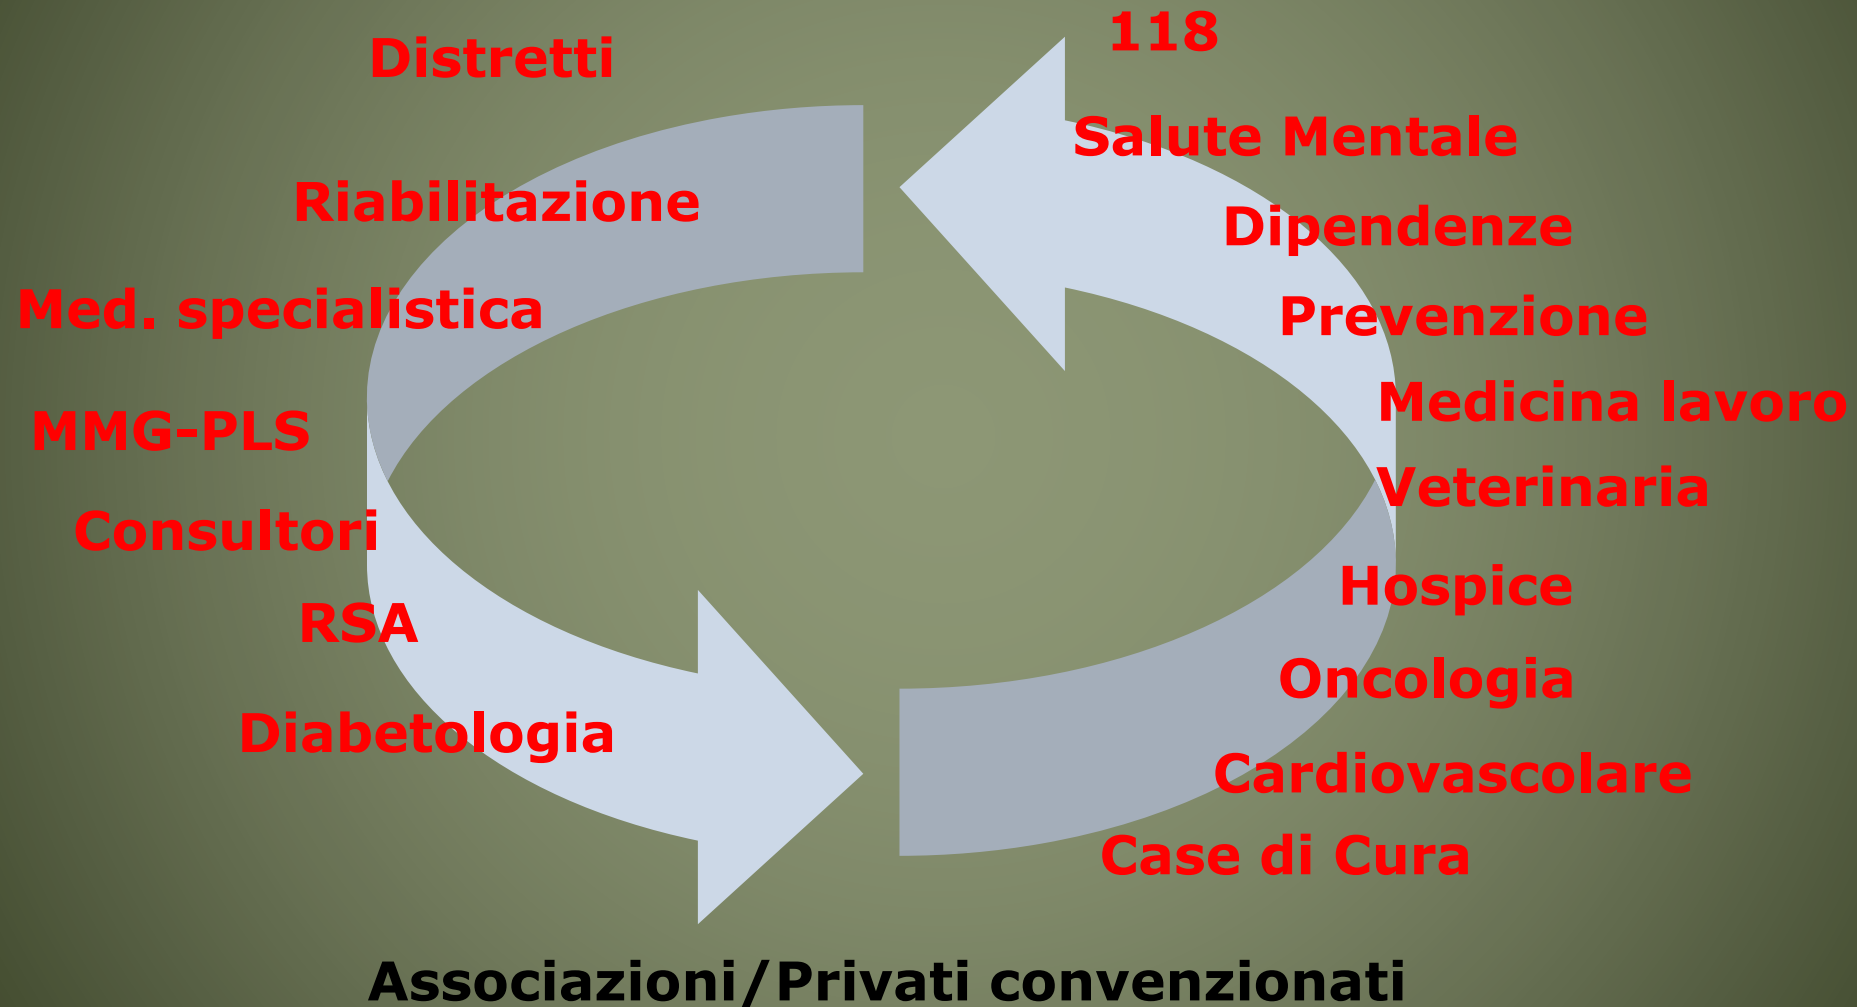 118
Distretti
Salute Mentale
Riabilitazione
Dipendenze
Med. specialistica
Prevenzione
MMG-PLS
Medicina lavoro
Consultori
Veterinaria
RSA
Hospice
Diabetologia
Oncologia
Cardiovascolare
Case di Cura
Associazioni/Privati convenzionati